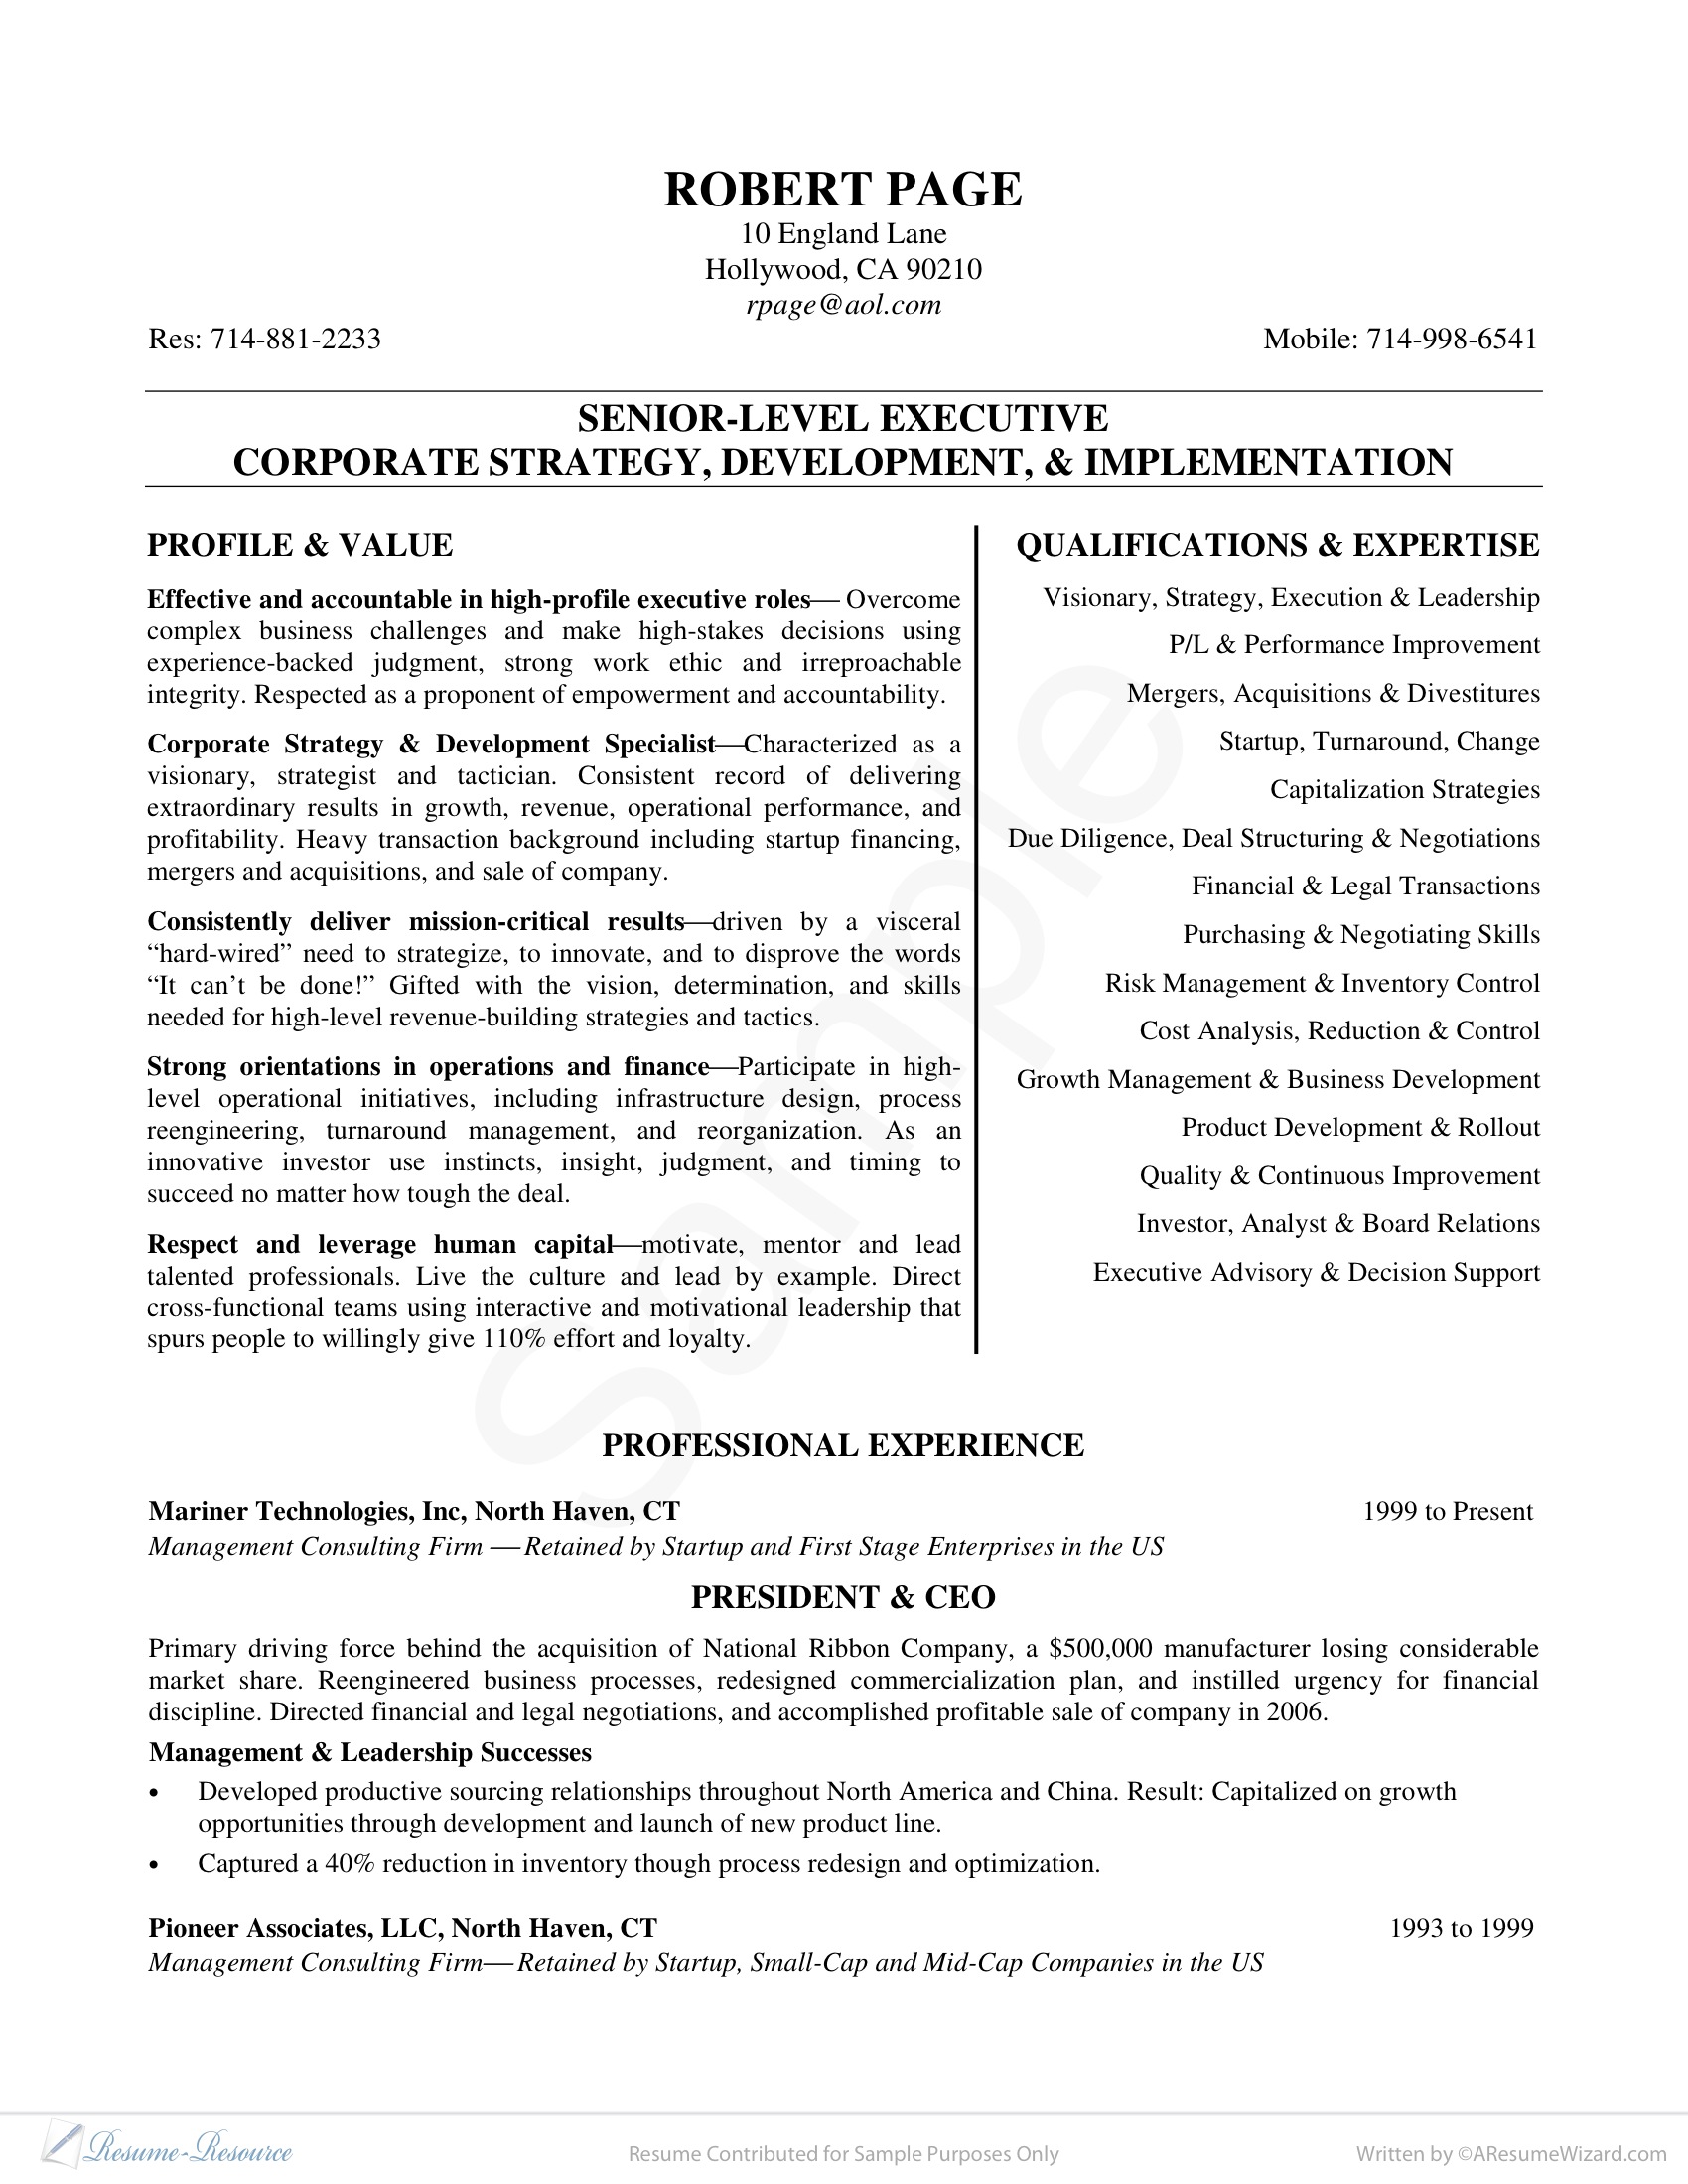 ROBERT PAGE
10 England Lane
Hollywood, CA 90210
rpage@aol.com
Res: 714-881-2233 Mobile: 714-998-6541
SENIOR-LEVEL EXECUTIVE
CORPORATE STRATEGY, DEVELOPMENT, & IMPLEMENTATION
PROFILE & VALUE
Effective and accountable in high-profile executive roles— Overcome
complex business challenges and make high-stakes decisions using
experience-backed judgment, strong work ethic and irreproachable
integrity. Respected as a proponent of empowerment and accountability.
Corporate Strategy & Development Specialist—Characterized as a
visionary, strategist and tactician. Consistent record of delivering
extraordinary results in growth, revenue, operational performance, and
profitability. Heavy transaction background including startup financing,
mergers and acquisitions, and sale of company.
Consistently deliver mission-critical results—driven by a visceral
“hard-wired” need to strategize, to innovate, and to disprove the words
“It can’t be done!” Gifted with the vision, determination, and skills
needed for high-level revenue-building strategies and tactics.
Strong orientations in operations and finance—Participate in high-
level operational initiatives, including infrastructure design, process
reengineering, turnaround management, and reorganization. As an
innovative investor use instincts, insight, judgment, and timing to
succeed no matter how tough the deal.
Respect and leverage human capital—motivate, mentor and lead
talented professionals. Live the culture and lead by example. Direct
cross-functional teams using interactive and motivational leadership that
spurs people to willingly give 110% effort and loyalty.
QUALIFICATIONS & EXPERTISE
Visionary, Strategy, Execution & Leadership
P/L & Performance Improvement
Mergers, Acquisitions & Divestitures
Startup, Turnaround, Change
Capitalization Strategies
Due Diligence, Deal Structuring & Negotiations
Financial & Legal Transactions
Purchasing & Negotiating Skills
Risk Management & Inventory Control
Cost Analysis, Reduction & Control
Growth Management & Business Development
Product Development & Rollout
Quality & Continuous Improvement
Investor, Analyst & Board Relations
Executive Advisory & Decision Support
Sample
PROFESSIONAL EXPERIENCE
Mariner Technologies, Inc, North Haven, CT 1999 to Present
Management Consulting Firm —Retained by Startup and First Stage Enterprises in the US
PRESIDENT & CEO
Primary driving force behind the acquisition of National Ribbon Company, a $500,000 manufacturer losing considerable
market share. Reengineered business processes, redesigned commercialization plan, and instilled urgency for financial
discipline. Directed financial and legal negotiations, and accomplished profitable sale of company in 2006.
Management & Leadership Successes
• Developed productive sourcing relationships throughout North America and China. Result: Capitalized on growth
opportunities through development and launch of new product line.
• Captured a 40% reduction in inventory though process redesign and optimization.
Pioneer Associates, LLC, North Haven, CT 1993 to 1999
Management Consulting Firm—Retained by Startup, Small-Cap and Mid-Cap Companies in the US
Resume-Resource Resume Contributed for Sample Purposes Only Written by ©AResumeWizard.com